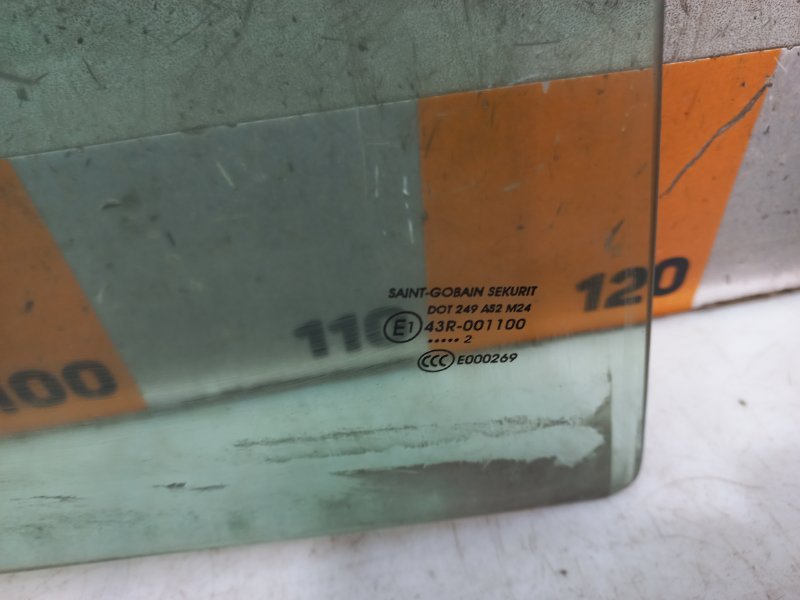 SAINT-GOBAIN SEKURIT
DOT 249 AS2 M24
E1 43R-001100
••••• 2
CCC E000269
100
110
120